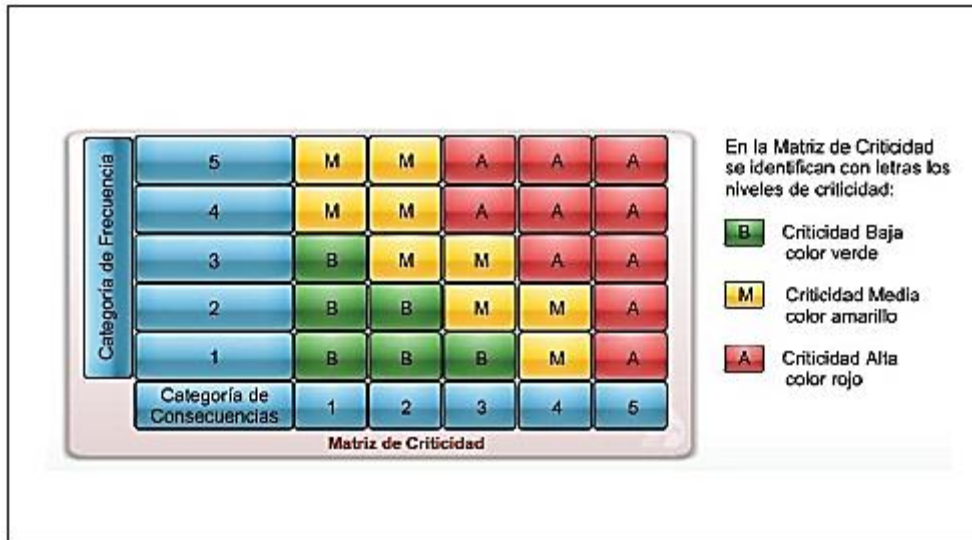 Categoría de Frecuencia
5 M M A A A
4 M M A A A
3 B M M A A
2 B B M M A
1 B B B M A
Categoría de
Consecuencias 1 2 3 4 5
Matriz de Criticidad
En la Matriz de Criticidad
se identifican con letras los
niveles de criticidad:
B Criticidad Baja
color verde
M Criticidad Media
color amarillo
A Criticidad Alta
color rojo